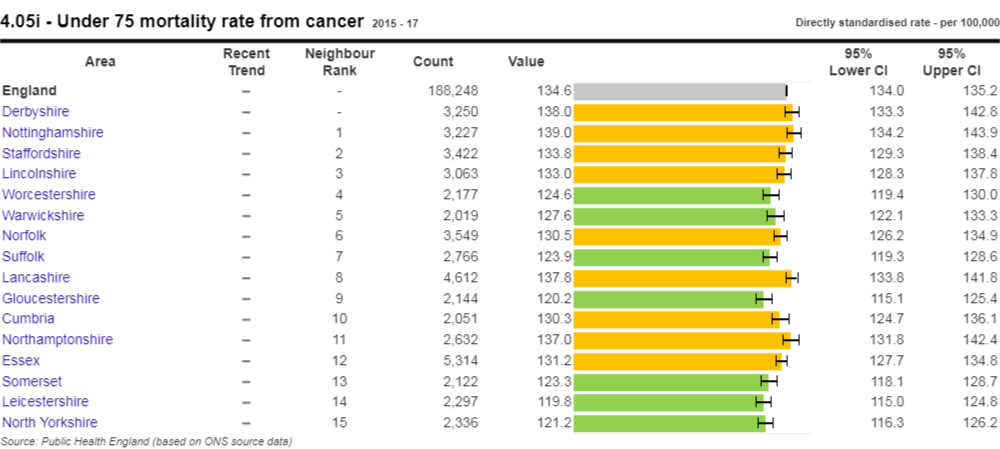 4.05i - Under 75 mortality rate from cancer 2015 - 17 Directly standardised rate - per 100,000
Area Recent Trend Neighbour Rank Count Value 95% Lower CI 95% Upper CI
England – - 188,248 134.6 134.0 135.2
Derbyshire – - 3,250 138.0 133.3 142.8
Nottinghamshire – 1 3,227 139.0 134.2 143.9
Staffordshire – 2 3,422 133.8 129.3 138.4
Lincolnshire – 3 3,063 133.0 128.3 137.8
Worcestershire – 4 2,177 124.6 119.4 130.0
Warwickshire – 5 2,019 127.6 122.1 133.3
Norfolk – 6 3,549 130.5 126.2 134.9
Suffolk – 7 2,766 123.9 119.3 128.6
Lancashire – 8 4,612 137.8 133.8 141.8
Gloucestershire – 9 2,144 120.2 115.1 125.4
Cumbria – 10 2,051 130.3 124.7 136.1
Northamptonshire – 11 2,632 137.0 131.8 142.4
Essex – 12 5,314 131.2 127.7 134.8
Somerset – 13 2,122 123.3 118.1 128.7
Leicestershire – 14 2,297 119.8 115.0 124.8
North Yorkshire – 15 2,336 121.2 116.3 126.2
Source: Public Health England (based on ONS source data)